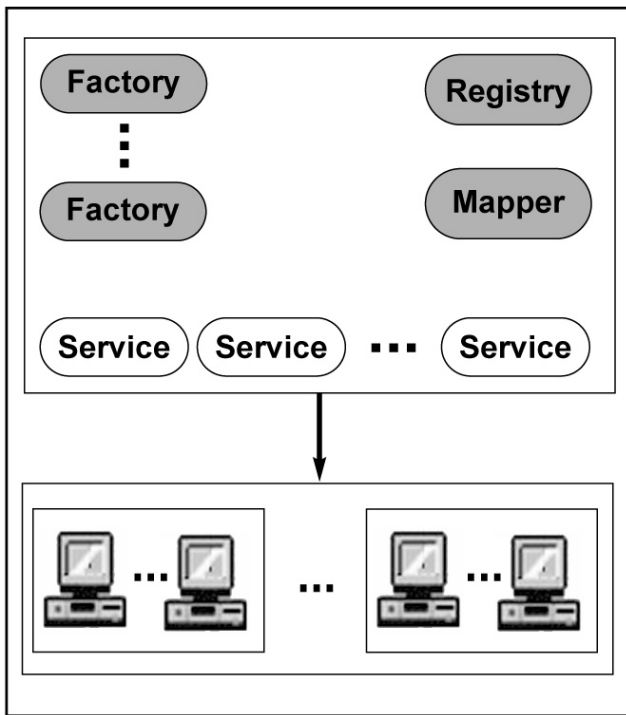 Factory
Registry
Factory
Mapper
Service Service ... Service
... ... ...